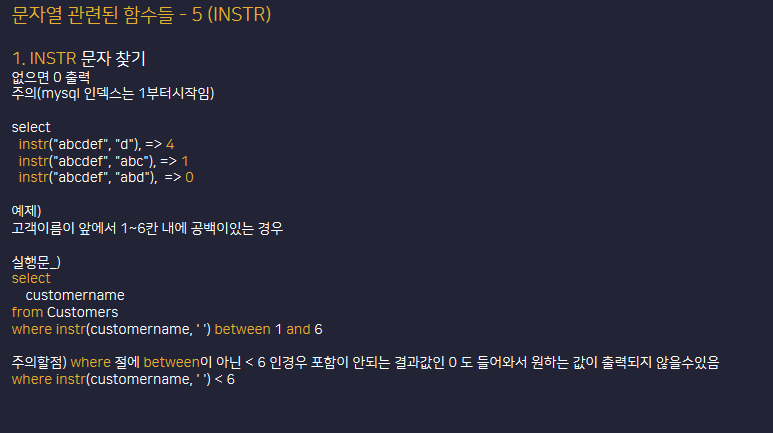 문자열 관련된 함수들 - 5 (INSTR)
1. INSTR 문자 찾기
없으면 0 출력
주의(mysql 인덱스는 1부터시작임)
select
instr("abcdef", "d"), => 4
instr("abcdef", "abc"), => 1
instr("abcdef", "abd"),  => 0
예제)
고객이름이 앞에서 1~6칸 내에 공백이있는 경우
실행문_)
select
customername
from Customers
where instr(customername, ' ') between 1 and 6
주의할점) where 절에 between이 아닌 < 6 인경우 포함이 안되는 결과값인 0 도 들어와서 원하는 값이 출력되지 않을수있음
where instr(customername, ' ') < 6